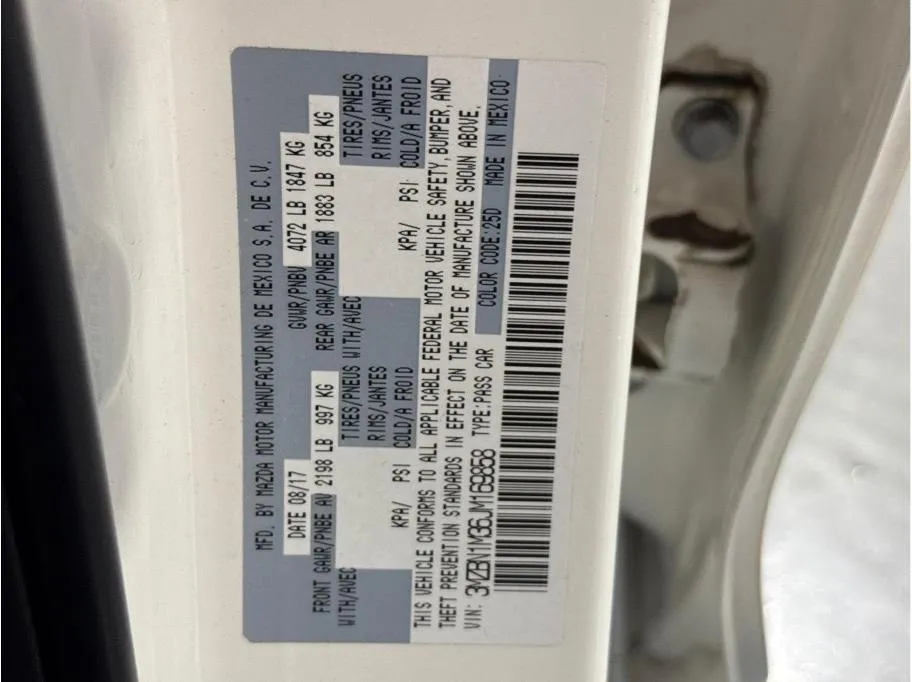 MFD. BY MAZDA MOTOR MANUFACTURING DE MEXICO S.A. DE C.V.
DATE 08/17 GVWR/PNBV 4072 LB 1847 KG
FRONT GAWR/PNBE AV 2198 LB 997 KG REAR GAWR/PNBE AR 1883 LB 854 KG
WITH/AVEC TIRES/PNEUS WITH/AVEC TIRES/PNEUS
RIMS/JANTES RIMS/JANTES
KPA/ PSI COLD/A FROID KPA/ PSI COLD/A FROID
THIS VEHICLE CONFORMS TO ALL APPLICABLE FEDERAL MOTOR VEHICLE SAFETY, BUMPER, AND
THEFT PREVENTION STANDARDS IN EFFECT ON THE DATE OF MANUFACTURE SHOWN ABOVE.
VIN: 3MZBN1M36JM169858 TYPE:PASS CAR COLOR CODE:25D MADE IN MEXICO